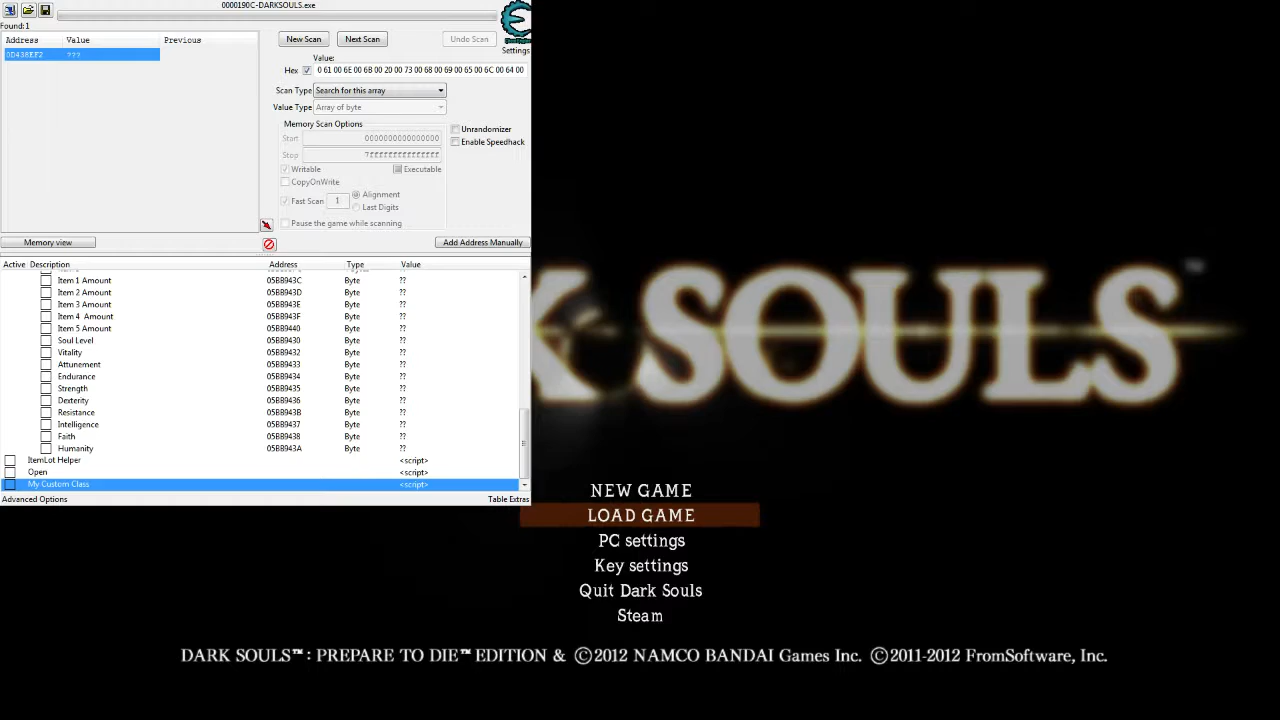 0000190C-DARKSOULS.exe
Found:1
Address Value Previous
0D438EF2 ???
New Scan Next Scan Undo Scan
Settings
Value:
Hex 0 61 00 6E 00 6B 00 20 00 73 00 68 00 69 00 65 00 6C 00 64 00
Scan Type Search for this array
Value Type Array of byte
Memory Scan Options
Start 0000000000000000
Stop 7fffffffffffffff
Unrandomizer
Enable Speedhack
Writable Executable
CopyOnWrite
Fast Scan 1 Alignment
Last Digits
Pause the game while scanning
Memory view Add Address Manually
Active Description Address Type Value
Item 1 Amount 05BB943C Byte ??
Item 2 Amount 05BB943D Byte ??
Item 3 Amount 05BB943E Byte ??
Item 4 Amount 05BB943F Byte ??
Item 5 Amount 05BB9440 Byte ??
Soul Level 05BB9430 Byte ??
Vitality 05BB9432 Byte ??
Attunement 05BB9433 Byte ??
Endurance 05BB9434 Byte ??
Strength 05BB9435 Byte ??
Dexterity 05BB9436 Byte ??
Resistance 05BB943B Byte ??
Intelligence 05BB9437 Byte ??
Faith 05BB9438 Byte ??
Humanity 05BB943A Byte ??
ItemLot Helper <script>
Open <script>
My Custom Class <script>
Advanced Options Table Extras
K SOULS
NEW GAME
LOAD GAME
PC settings
Key settings
Quit Dark Souls
Steam
DARK SOULS™: PREPARE TO DIE™ EDITION & ©2012 NAMCO BANDAI Games Inc. ©2011-2012 FromSoftware, Inc.